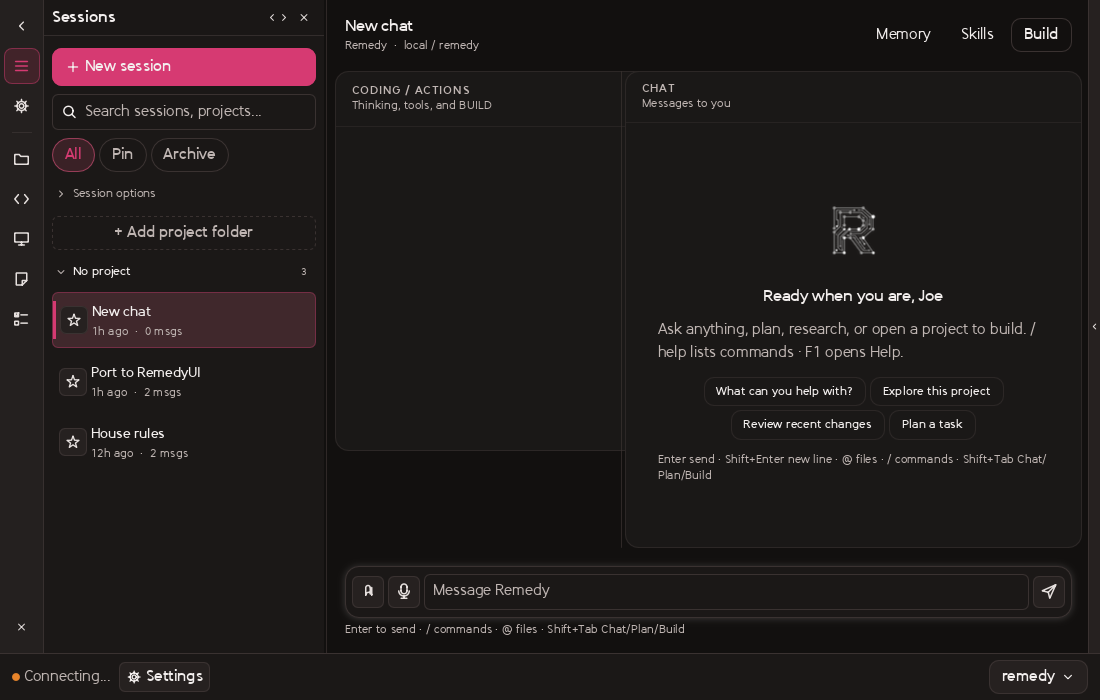 Sessions
New session
Search sessions, projects...
All
Pin
Archive
Session options
+ Add project folder
No project
3
New chat
1h ago · 0 msgs
Port to RemedyUI
1h ago · 2 msgs
House rules
12h ago · 2 msgs
New chat
Remedy · local / remedy
Memory
Skills
Build
CODING / ACTIONS
Thinking, tools, and BUILD
CHAT
Messages to you
R
Ready when you are, Joe
Ask anything, plan, research, or open a project to build. /
help lists commands · F1 opens Help.
What can you help with?
Explore this project
Review recent changes
Plan a task
Enter send · Shift+Enter new line · @ files · / commands · Shift+Tab Chat/
Plan/Build
Message Remedy
Enter to send · / commands · @ files · Shift+Tab Chat/Plan/Build
Connecting...
Settings
remedy